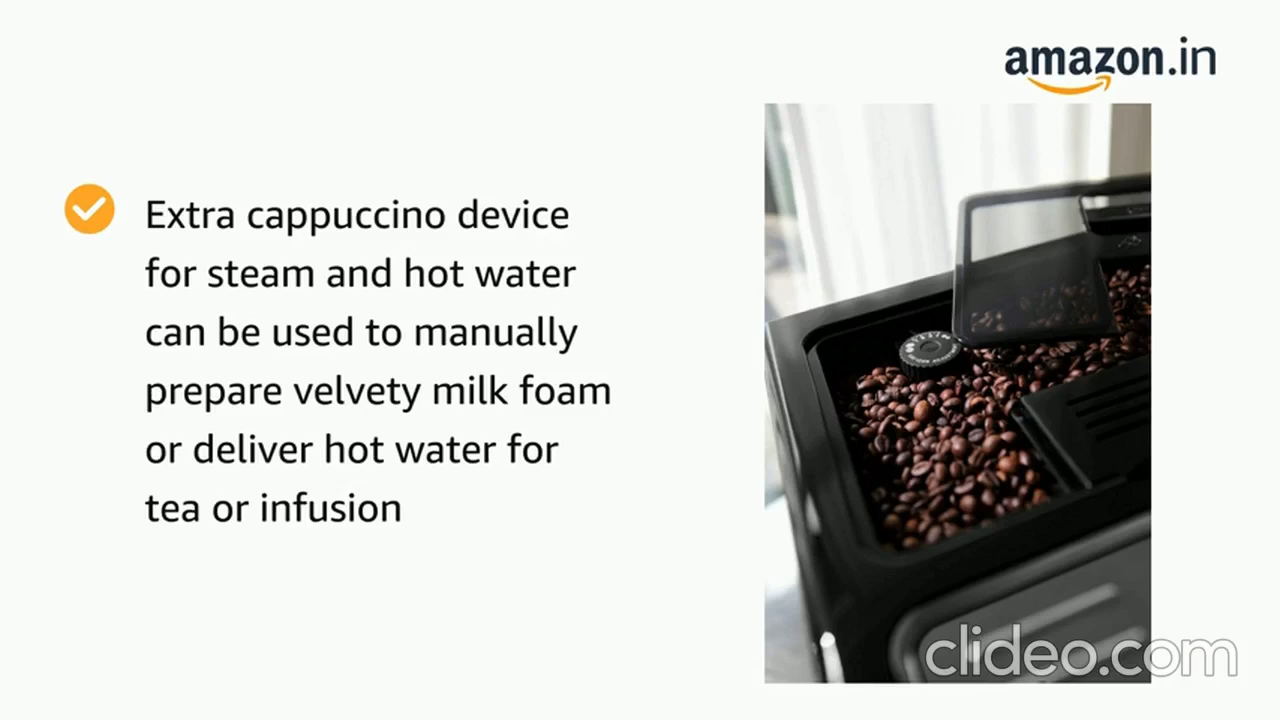 amazon.in
Extra cappuccino device
for steam and hot water
can be used to manually
prepare velvety milk foam
or deliver hot water for
tea or infusion
clideo.com